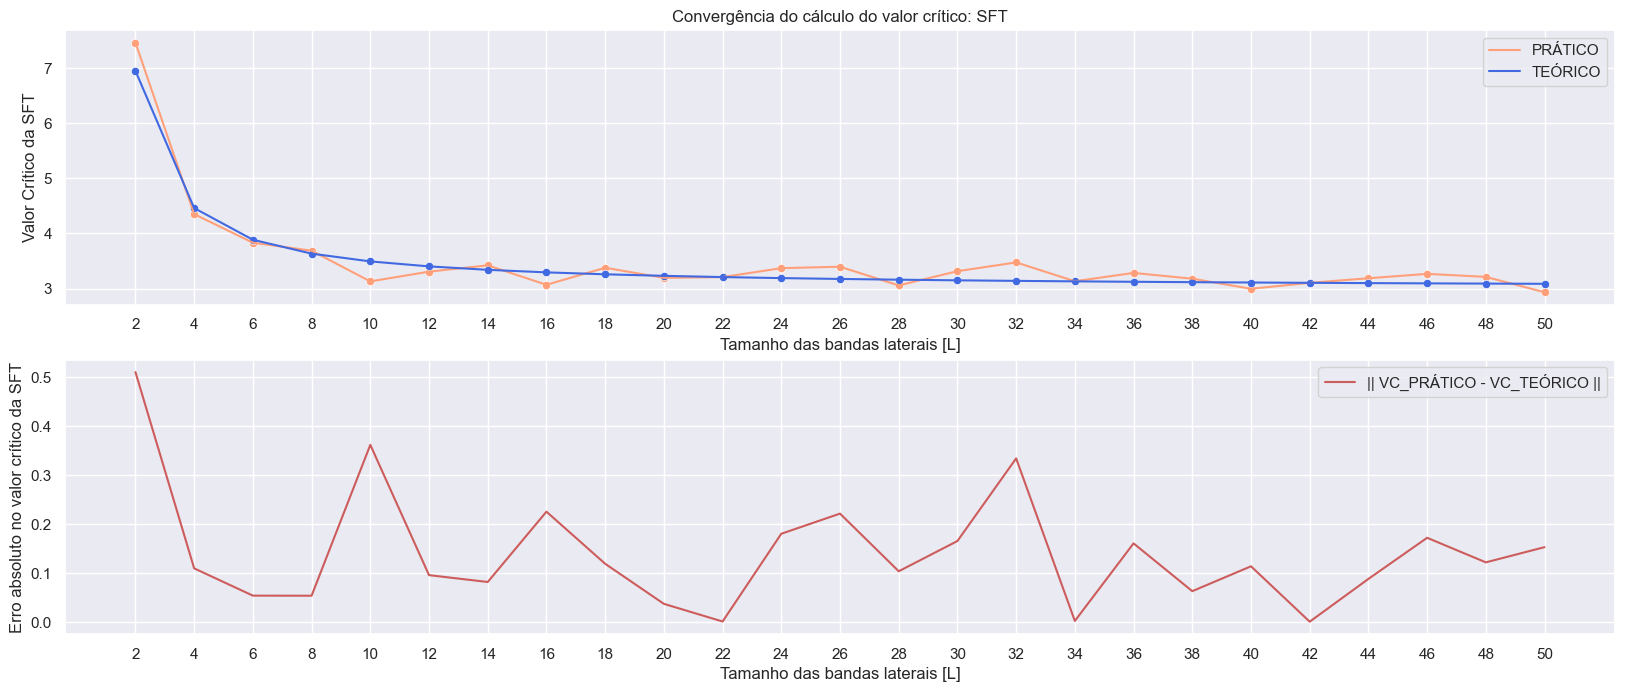 Convergência do cálculo do valor crítico: SFT
PRÁTICO
TEÓRICO
Valor Crítico da SFT
7
6
5
4
3
2 4 6 8 10 12 14 16 18 20 22 24 26 28 30 32 34 36 38 40 42 44 46 48 50
Tamanho das bandas laterais [L]
|| VC_PRÁTICO - VC_TEÓRICO ||
Erro absoluto no valor crítico da SFT
0.5
0.4
0.3
0.2
0.1
0.0
2 4 6 8 10 12 14 16 18 20 22 24 26 28 30 32 34 36 38 40 42 44 46 48 50
Tamanho das bandas laterais [L]